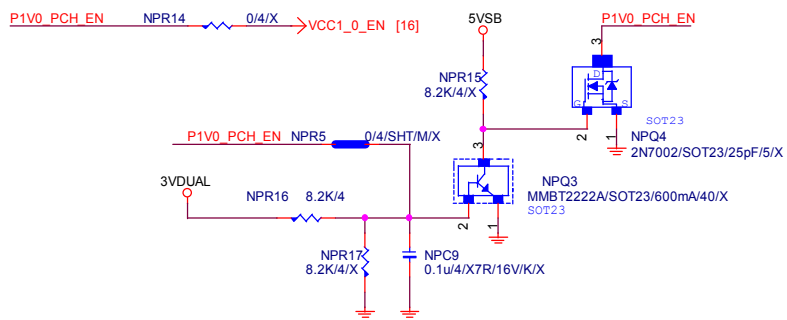 P1V0_PCH_EN NPR14 0/4/X VCC1_0_EN [16]
5VSB
P1V0_PCH_EN
3
D
G
S
NPR15
8.2K/4/X
SOT23
2
1
NPQ4
2N7002/SOT23/25pF/5/X
P1V0_PCH_EN NPR5 0/4/SHT/M/X
3
3VDUAL
NPR16 8.2K/4
NPQ3
MMBT2222A/SOT23/600mA/40/X
SOT23
2
1
NPR17
8.2K/4/X
NPC9
0.1u/4/X7R/16V/K/X